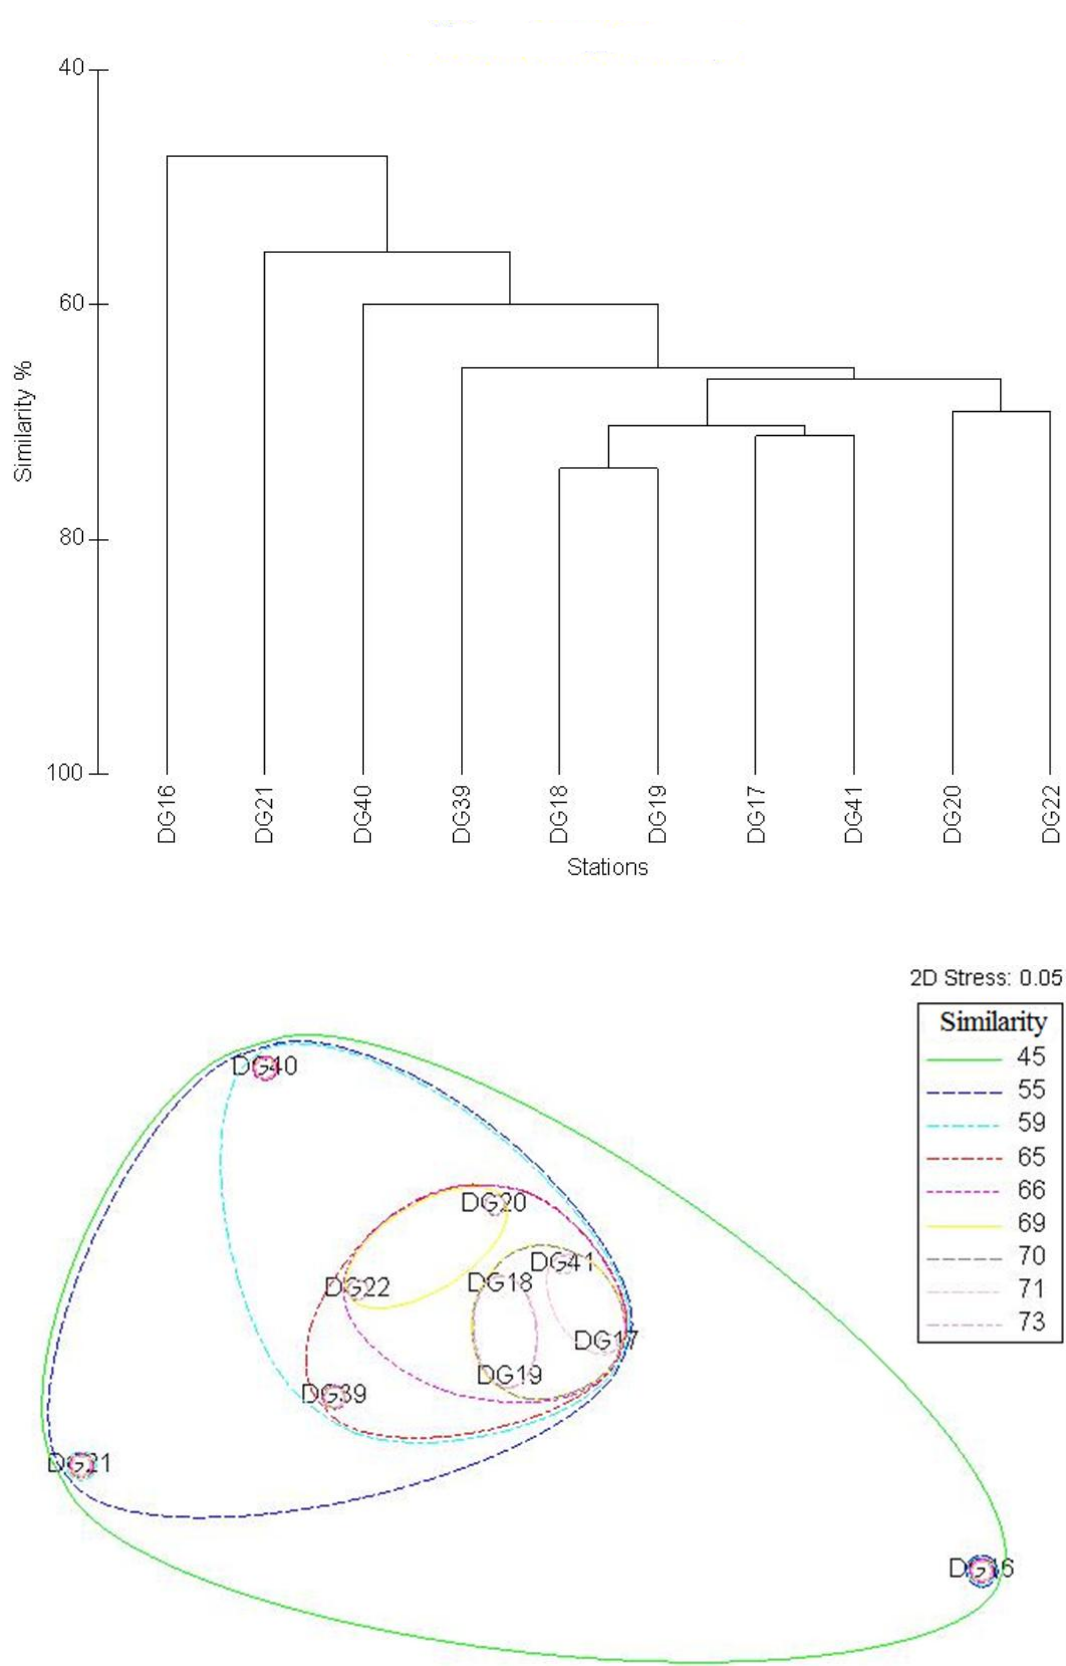 40
60
80
100
Similarity %
DG16
DG21
DG40
DG39
DG18
DG19
DG17
DG41
DG20
DG22
Stations
2D Stress: 0.05
Similarity
45
55
59
65
66
69
70
71
73
DG40
DG20
DG41
DG18
DG22
DG17
DG19
DG39
DG21
DG16